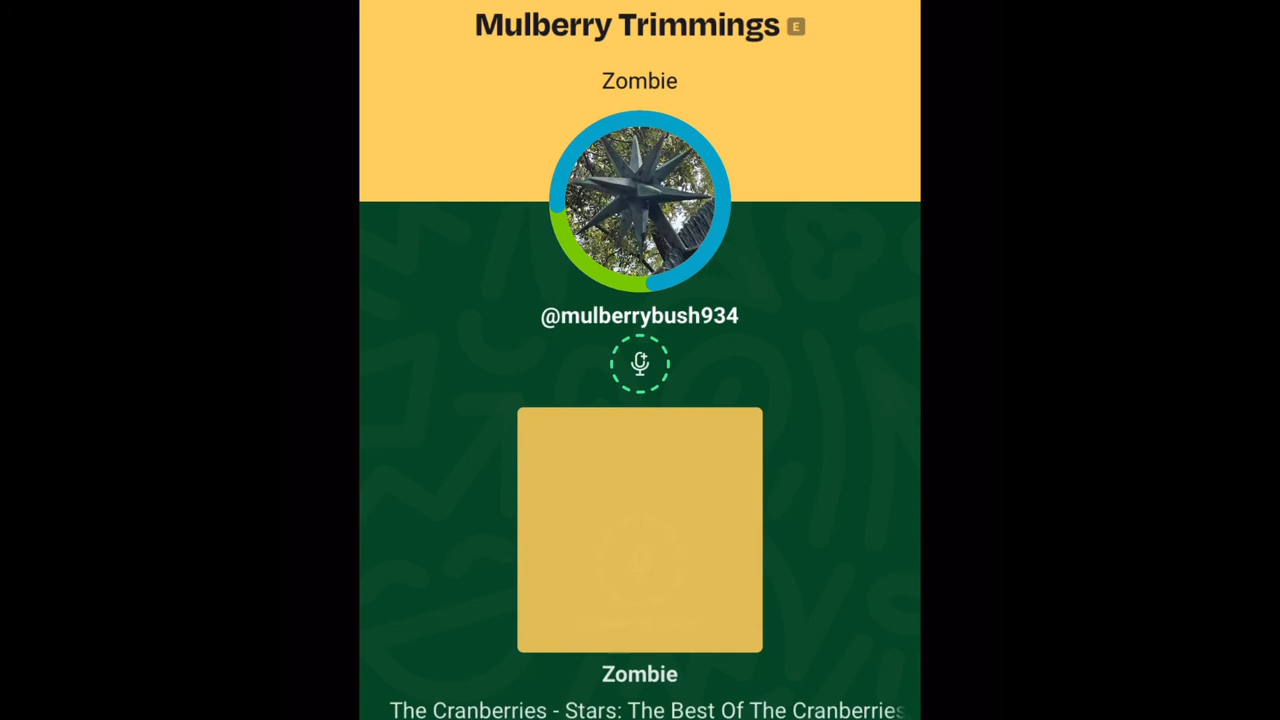 Mulberry Trimmings E
Zombie
@mulberrybush934
Zombie
The Cranberries - Stars: The Best Of The Cranberries